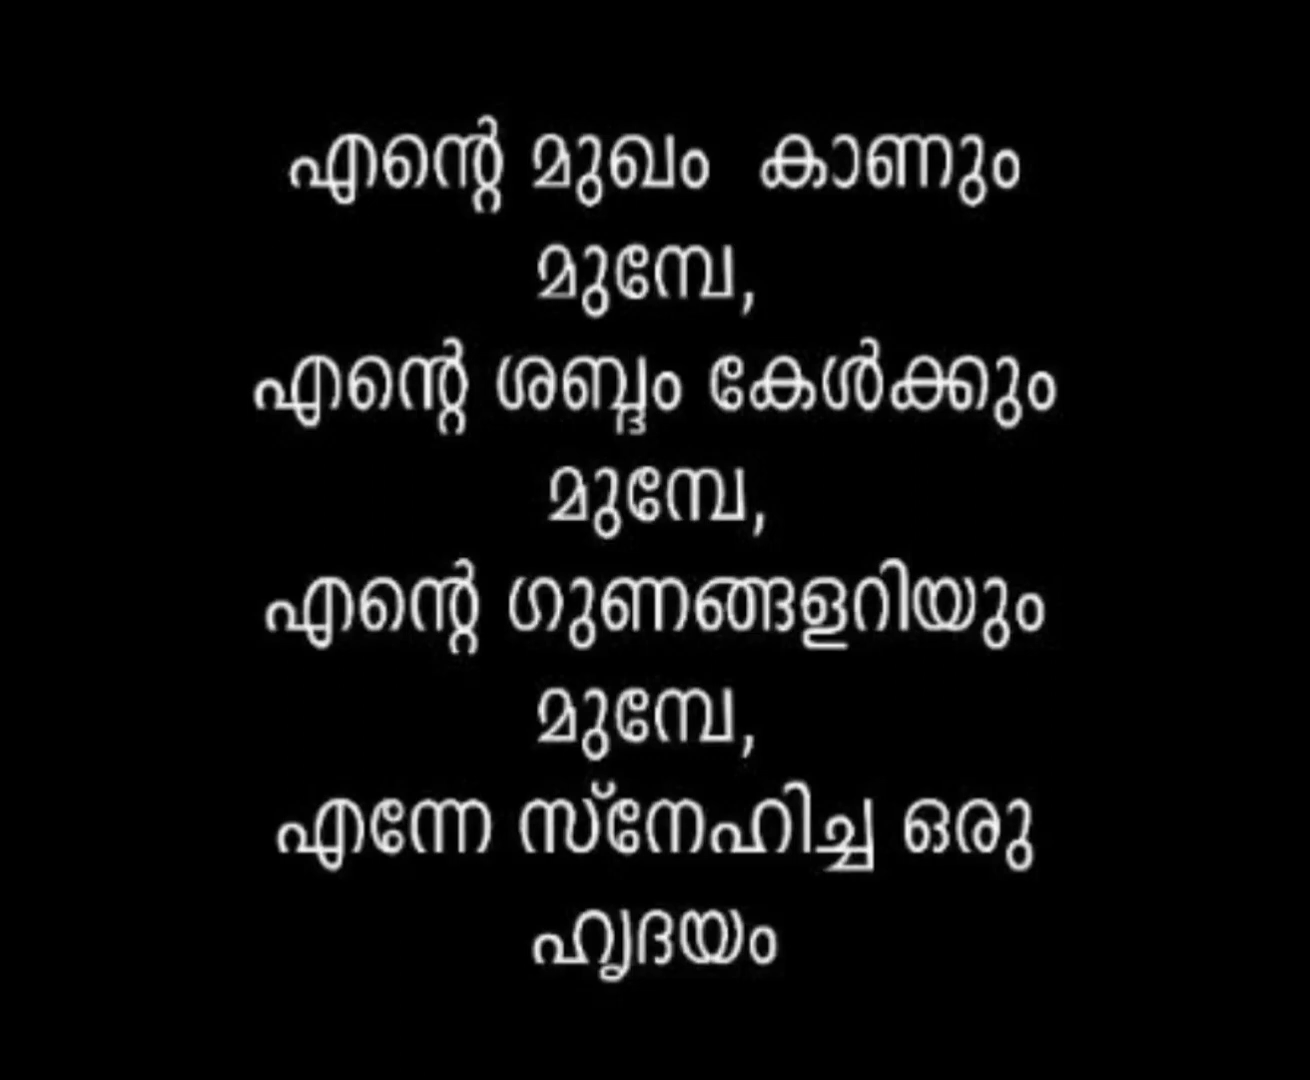 എന്റെ മുഖം കാണും
മുമ്പേ,
എന്റെ ശബ്ദം കേൾക്കും
മുമ്പേ,
എന്റെ ഗുണങ്ങളറിയും
മുമ്പേ,
എന്നേ സ്നേഹിച്ച ഒരു
ഹൃദയം